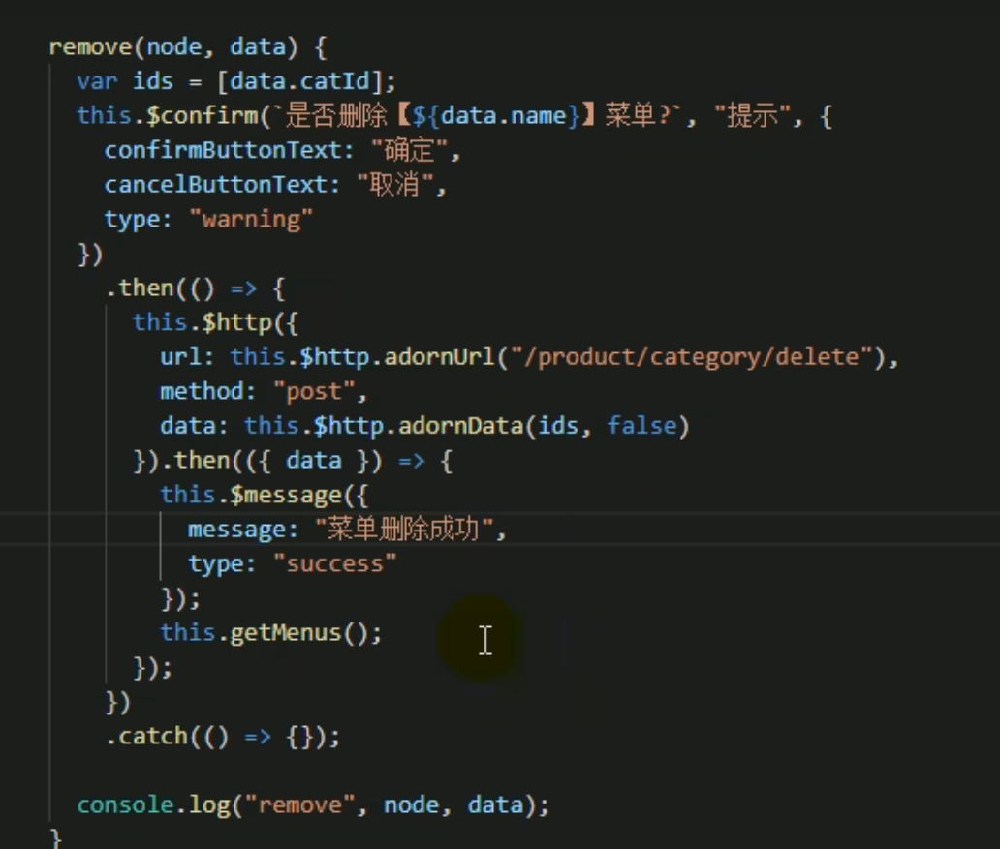 remove(node, data) {
var ids = [data.catId];
this.$confirm(`是否删除【${data.name}】菜单?`, "提示", {
confirmButtonText: "确定",
cancelButtonText: "取消",
type: "warning"
})
.then(() => {
this.$http({
url: this.$http.adornUrl("/product/category/delete"),
method: "post",
data: this.$http.adornData(ids, false)
}).then(({ data }) => {
this.$message({
message: "菜单删除成功",
type: "success"
});
this.getMenus();
});
})
.catch(() => {});
console.log("remove", node, data);
}